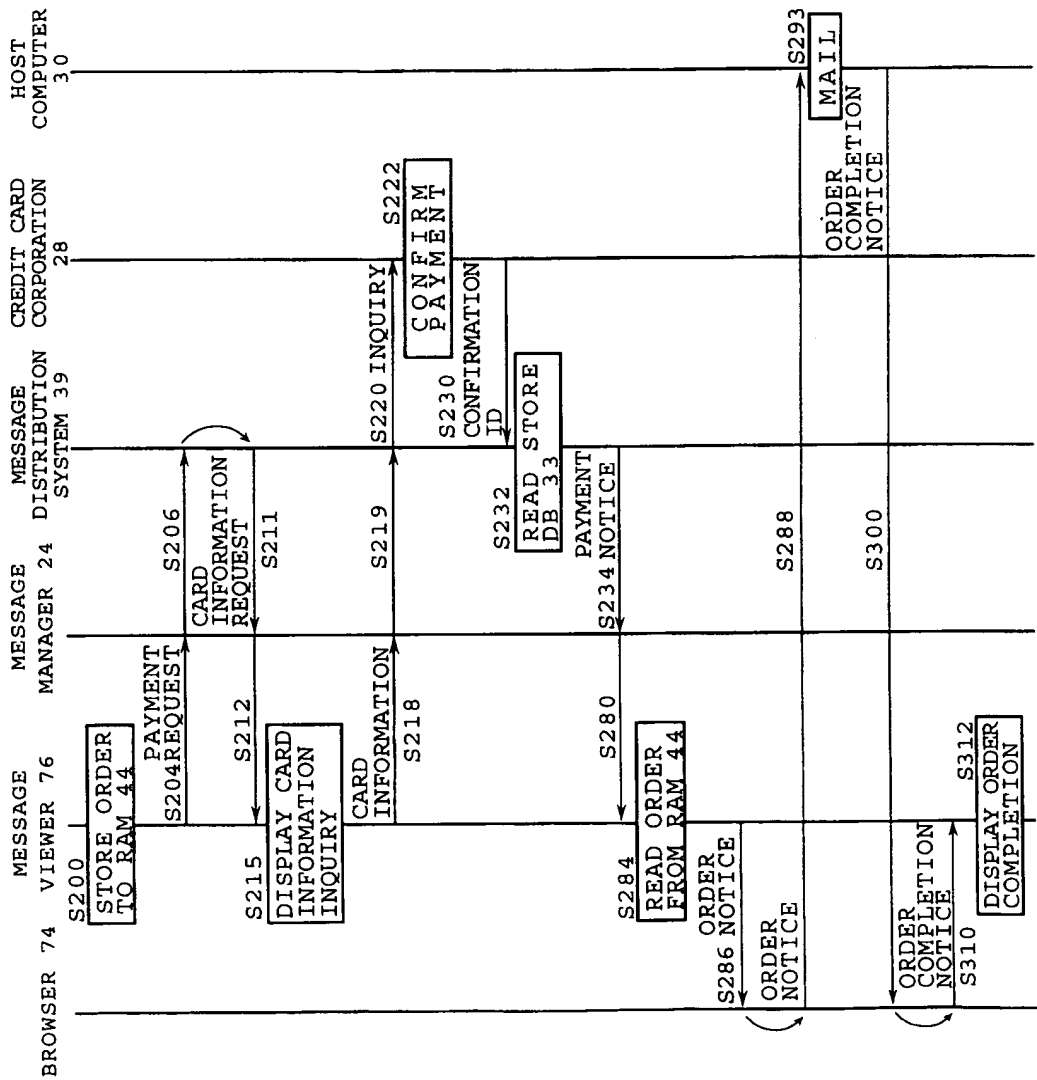 BROWSER 74
MESSAGE
VIEWER 76
MESSAGE
MANAGER 24
MESSAGE
DISTRIBUTION
SYSTEM 39
CREDIT CARD
CORPORATION
28
HOST
COMPUTER
30
S200
STORE ORDER
TO RAM 44
PAYMENT
S204REQUEST
S206
CARD
INFORMATION
REQUEST
S211
S212
S215
DISPLAY CARD
INFORMATION
INQUIRY
CARD
INFORMATION
S218
S219
S220 INQUIRY
S222
CONFIRM
PAYMENT
S230
CONFIRMATION
ID
S232
READ STORE
DB 33
PAYMENT
S234 NOTICE
S280
S284
READ ORDER
FROM RAM 44
ORDER
S286 NOTICE
ORDER
NOTICE
S288
S293
MAIL
ORDER
COMPLETION
NOTICE
S300
ORDER
COMPLETION
NOTICE
S310
S312
DISPLAY ORDER
COMPLETION